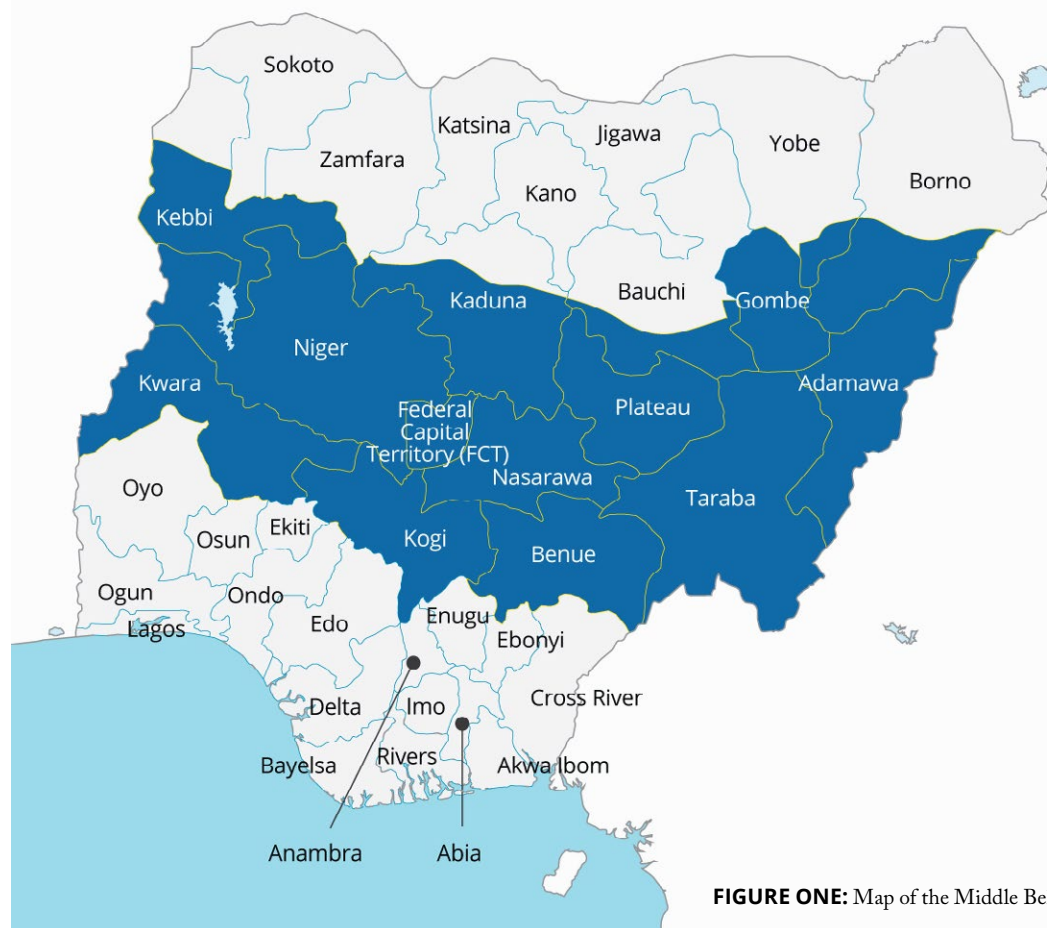 Sokoto
Katsina
Jigawa
Yobe
Zamfara
Kano
Borno
Kebbi
Bauchi
Kaduna
Gombe
Niger
Kwara
Adamawa
Federal
Capital
Territory (FCT)
Plateau
Nasarawa
Taraba
Oyo
Osun
Ekiti
Kogi
Benue
Ogun
Ondo
Lagos
Edo
Enugu
Ebonyi
Delta
Imo
Cross River
Bayelsa
Rivers
Akwa Ibom
Anambra
Abia
FIGURE ONE: Map of the Middle Be